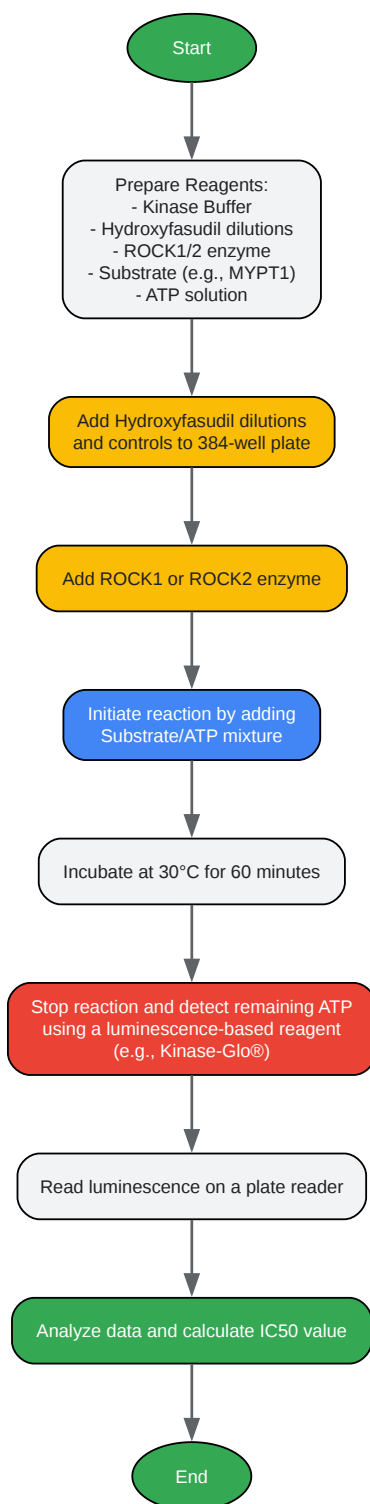 Start
Prepare Reagents:
- Kinase Buffer
- Hydroxyfasudil dilutions
- ROCK1/2 enzyme
- Substrate (e.g., MYPT1)
- ATP solution
Add Hydroxyfasudil dilutions
and controls to 384-well plate
Add ROCK1 or ROCK2 enzyme
Initiate reaction by adding
Substrate/ATP mixture
Incubate at 30°C for 60 minutes
Stop reaction and detect remaining ATP
using a luminescence-based reagent
(e.g., Kinase-Glo®)
Read luminescence on a plate reader
Analyze data and calculate IC50 value
End